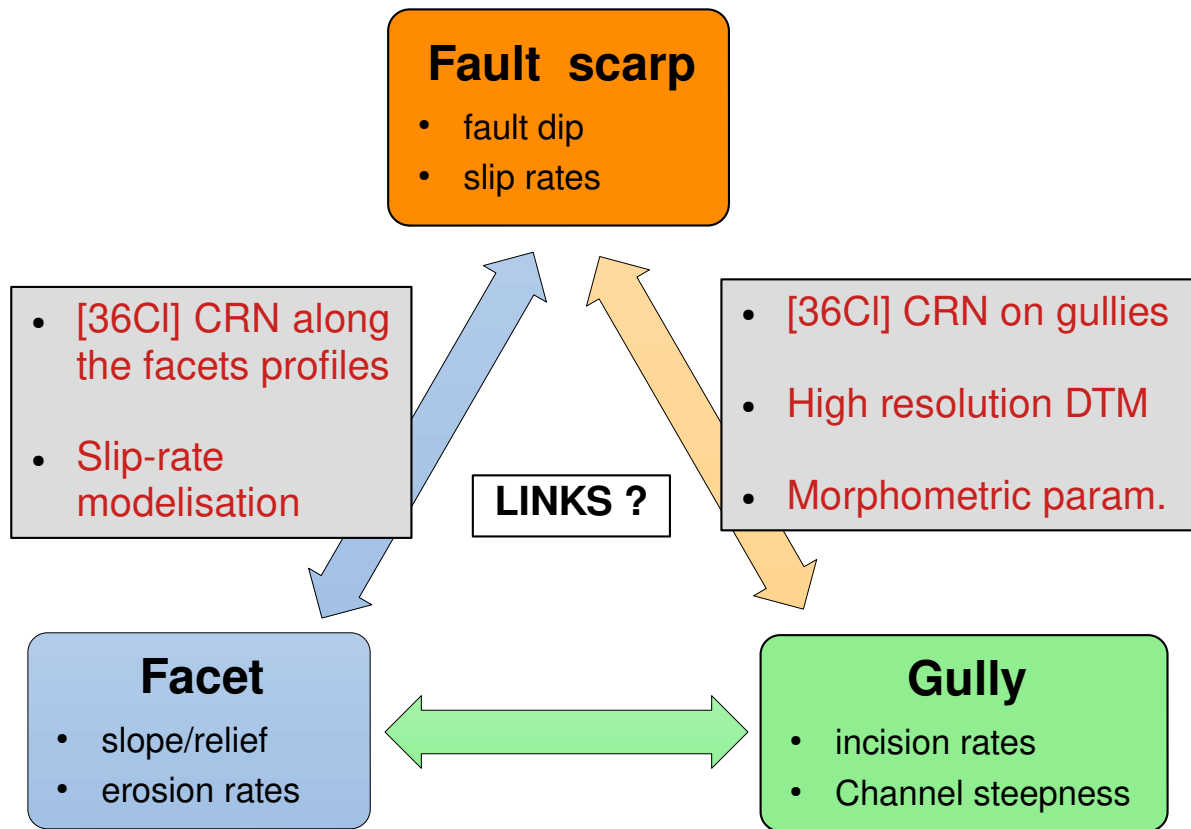 Fault scarp
• fault dip
• slip rates
• [36Cl] CRN along
the facets profiles
• Slip-rate
modelisation
• [36Cl] CRN on gullies
• High resolution DTM
• Morphometric param.
LINKS ?
Facet
• slope/relief
• erosion rates
Gully
• incision rates
• Channel steepness